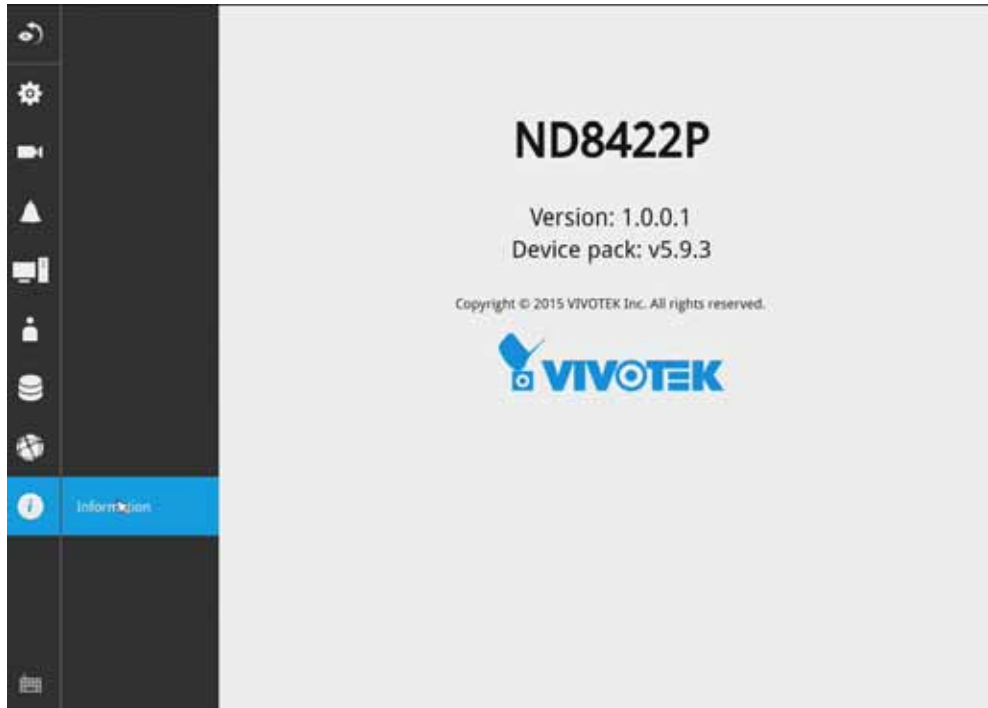 ND8422P
Version: 1.0.0.1
Device pack: v5.9.3
Copyright © 2015 VIVOTEK Inc. All rights reserved.
VIVOTEK
Information